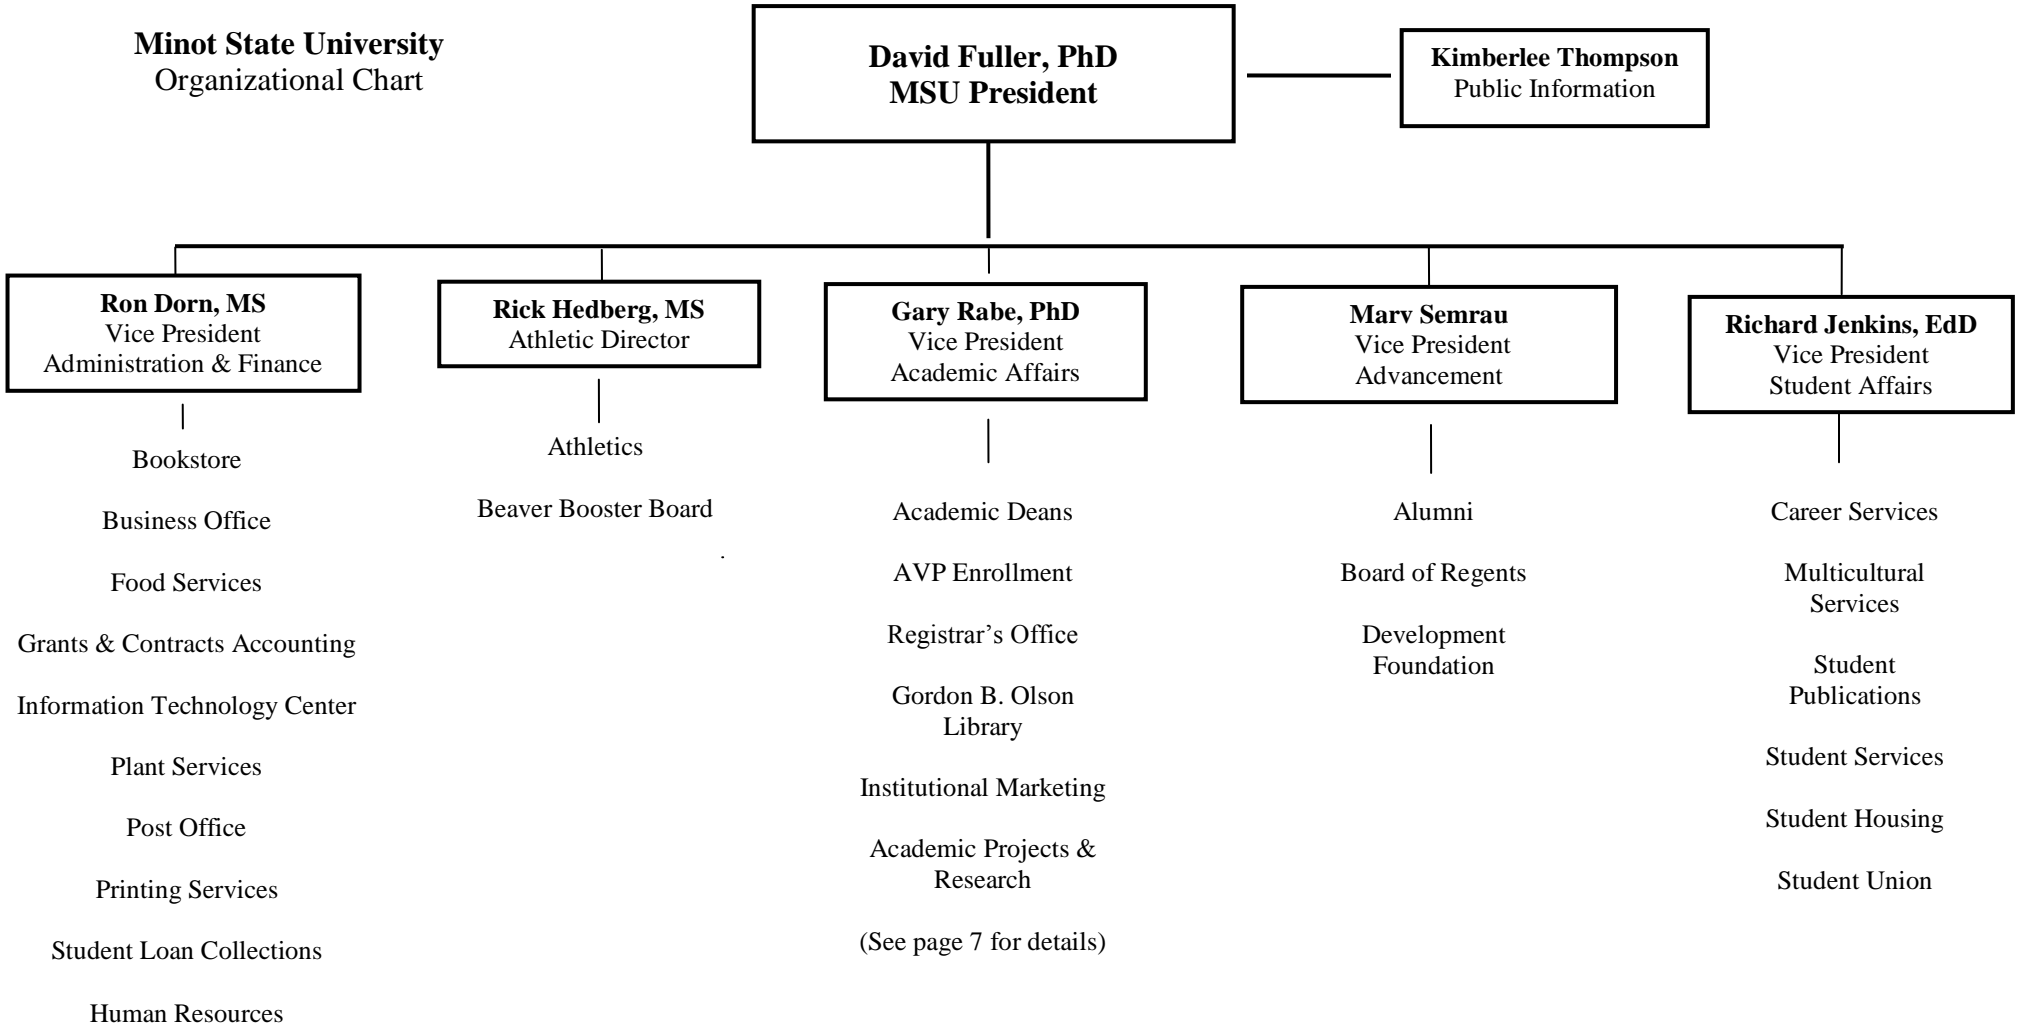 Minot State University
Organizational Chart
David Fuller, PhD
MSU President
Kimberlee Thompson
Public Information
Ron Dorn, MS
Vice President
Administration & Finance
Bookstore
Business Office
Food Services
Grants & Contracts Accounting
Information Technology Center
Plant Services
Post Office
Printing Services
Student Loan Collections
Human Resources
Rick Hedberg, MS
Athletic Director
Athletics
Beaver Booster Board
.
Gary Rabe, PhD
Vice President
Academic Affairs
Academic Deans
AVP Enrollment
Registrar’s Office
Gordon B. Olson
Library
Institutional Marketing
Academic Projects &
Research
(See page 7 for details)
Marv Semrau
Vice President
Advancement
Alumni
Board of Regents
Development
Foundation
Richard Jenkins, EdD
Vice President
Student Affairs
Career Services
Multicultural
Services
Student
Publications
Student Services
Student Housing
Student Union